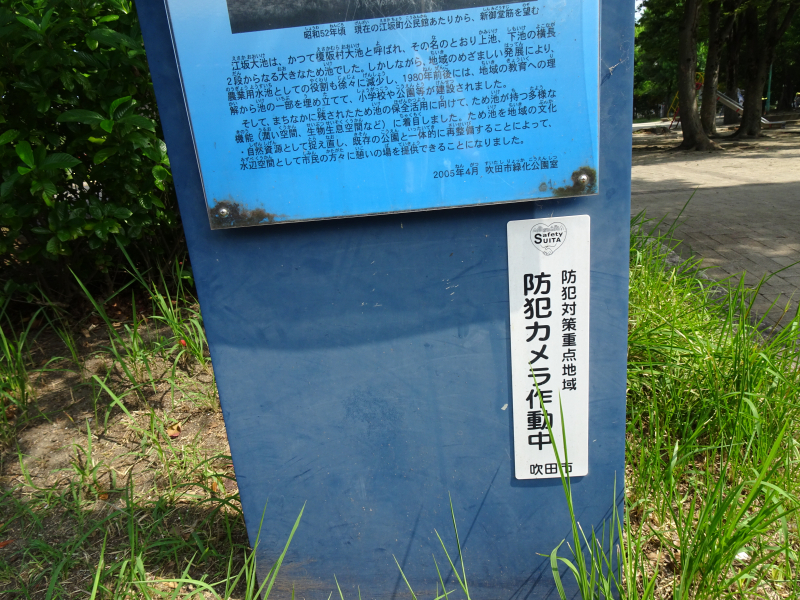 昭和52年頃 現在の江坂町公民館あたりから、新御堂筋を望む
江坂大池は、かつて榎阪村大池と呼ばれ、その名のとおり上池、下池の横長
2段からなる大きなため池でした。しかしながら、地域のめざましい発展により、
農業用水池としての役割も徐々に減少し、1980年前後には、地域の教育への理
解から池の一部を埋め立てて、小学校や公園等が建設されました。
そして、まちなかに残されたため池の保全活用に向けて、ため池が持つ多様な
機能（憩い空間、生物生息空間など）に着目しました。ため池を地域の文化
・自然資源として捉え直し、既存の公園と一体的に再整備することによって、
水辺空間として市民の方々に憩いの場を提供できることになりました。
2005年4月 吹田市緑化公園室
Safety
SUITA
防犯対策重点地域
防犯カメラ作動中
吹田市